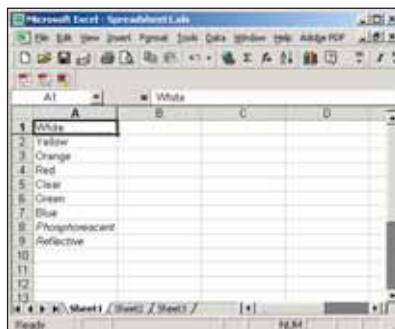 Microsoft Excel - Spreadsheet1.xls
File Edit View Insert Format Tools Data Window Help Adobe PDF
A1 = White
A B C D
1 White
2 Yellow
3 Orange
4 Red
5 Clear
6 Green
7 Blue
8 Phosphorescent
9 Reflective
10
11
12
13
Sheet1 Sheet2 Sheet3
Ready NUM